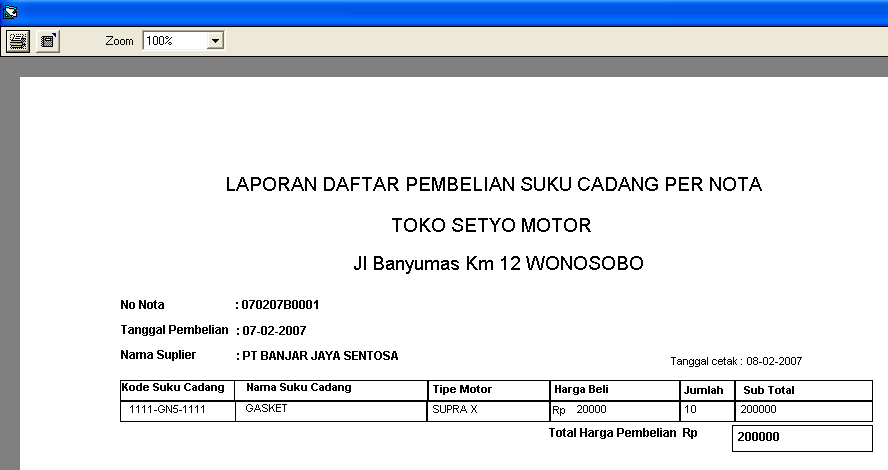 Zoom 100%
LAPORAN DAFTAR PEMBELIAN SUKU CADANG PER NOTA
TOKO SETYO MOTOR
Jl Banyumas Km 12 WONOSOBO
No Nota : 070207B0001
Tanggal Pembelian : 07-02-2007
Nama Suplier : PT BANJAR JAYA SENTOSA
Tanggal cetak : 08-02-2007
Kode Suku Cadang Nama Suku Cadang Tipe Motor Harga Beli Jumlah Sub Total
1111-GN5-1111 GASKET SUPRA X Rp 20000 10 200000
Total Harga Pembelian Rp 200000